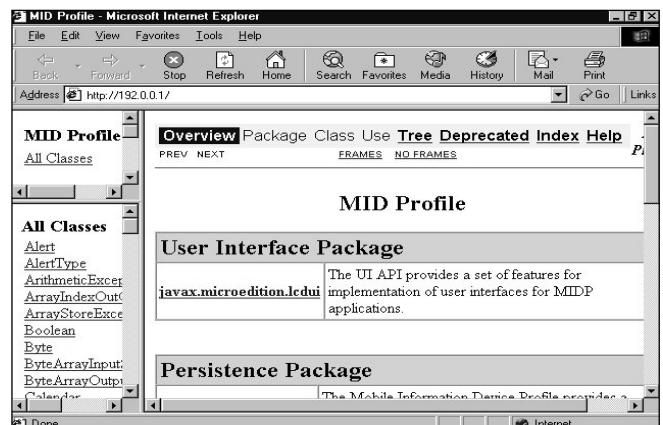 MID Profile - Microsoft Internet Explorer
File Edit View Favorites Tools Help
Back Forward Stop Refresh Home Search Favorites Media History Mail Print
Address http://192.0.0.1/ Go Links
MID Profile
All Classes
All Classes
Alert
AlertType
ArithmeticExcep
ArrayIndexOut
ArrayStoreExce
Boolean
Byte
ByteArrayInput
ByteArrayOutpu
Calendar
Overview Package Class Use Tree Deprecated Index Help
PREV NEXT FRAMES NO FRAMES
MID Profile
User Interface Package
javax.microedition.lcdui
The UI API provides a set of features for
implementation of user interfaces for MIDP
applications.
Persistence Package
The Mobile Information Device Profile provides a
Done Internet